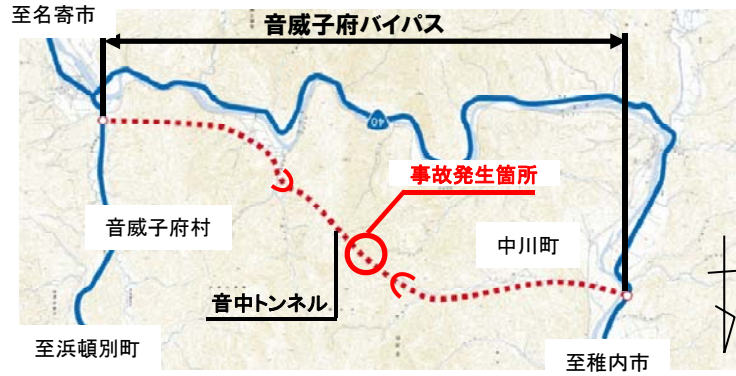 至名寄市
音威子府バイパス
40
事故発生箇所
音威子府村
中川町
音中トンネル
至浜頓別町
至稚内市